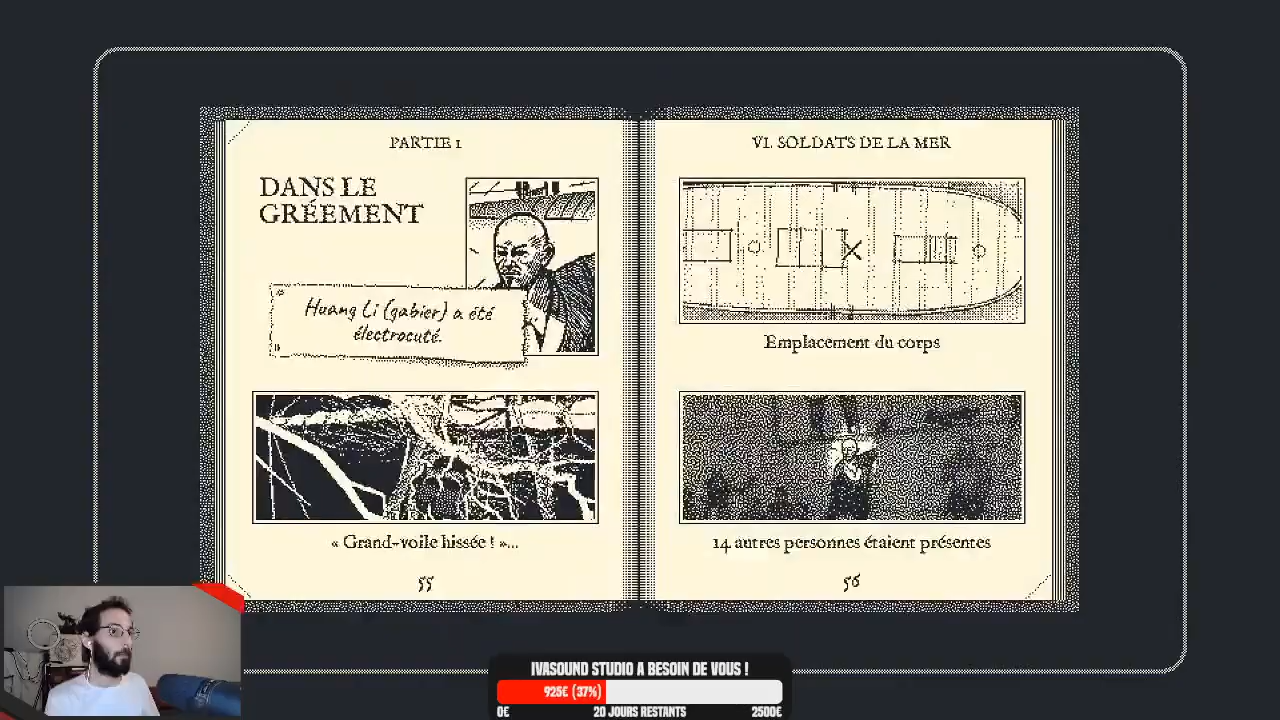 PARTIE 1
DANS LE
GRÉEMENT
Huang Li (gabier) a été
électrocuté.
« Grand-voile hissée ! »...
55
VI. SOLDATS DE LA MER
Emplacement du corps
14 autres personnes étaient présentes
56
IVASOUND STUDIO A BESOIN DE VOUS !
925€ (37%)
0€ 20 JOURS RESTANTS 2500€